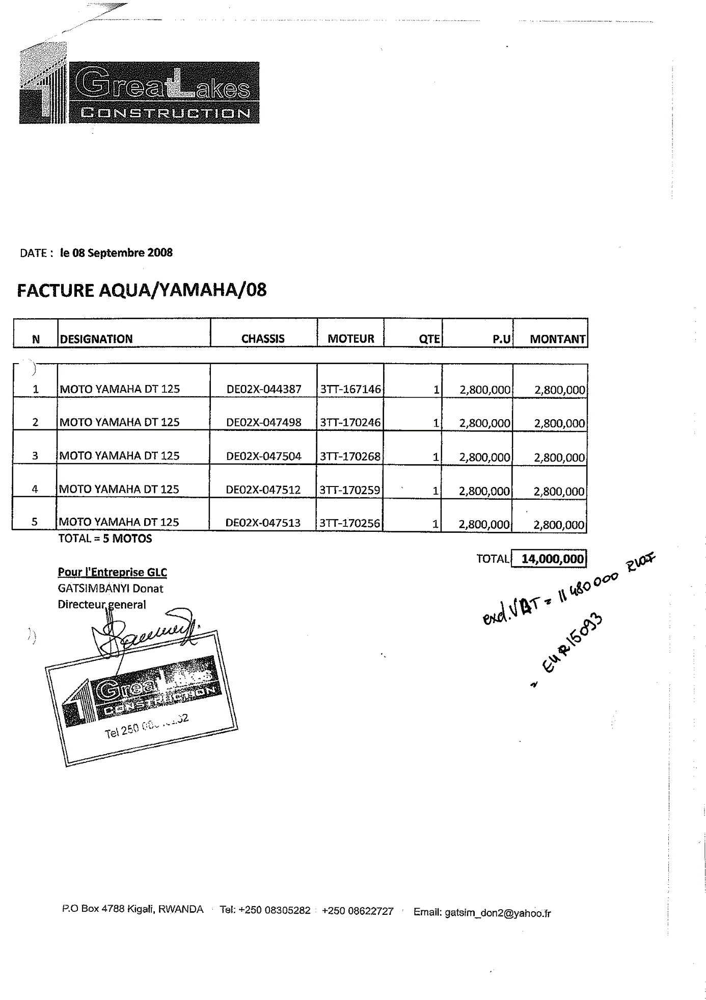 GreatLakes
CONSTRUCTION
DATE : le 08 Septembre 2008
FACTURE AQUA/YAMAHA/08
N DESIGNATION CHASSIS MOTEUR QTE P.U MONTANT
1 MOTO YAMAHA DT 125 DE02X-044387 3TT-167146 1 2,800,000 2,800,000
2 MOTO YAMAHA DT 125 DE02X-047498 3TT-170246 1 2,800,000 2,800,000
3 MOTO YAMAHA DT 125 DE02X-047504 3TT-170268 1 2,800,000 2,800,000
4 MOTO YAMAHA DT 125 DE02X-047512 3TT-170259 1 2,800,000 2,800,000
5 MOTO YAMAHA DT 125 DE02X-047513 3TT-170256 1 2,800,000 2,800,000
TOTAL = 5 MOTOS
TOTAL 14,000,000
excl. VAT = 11 480 000 RWF
= EUR 15093
Pour l'Entreprise GLC
GATSIMBANYI Donat
Directeur general
GreatLakes
CONSTRUCTION
Tel 250
P.O Box 4788 Kigali, RWANDA Tel: +250 08305282 +250 08622727 Email: gatsim_don2@yahoo.fr